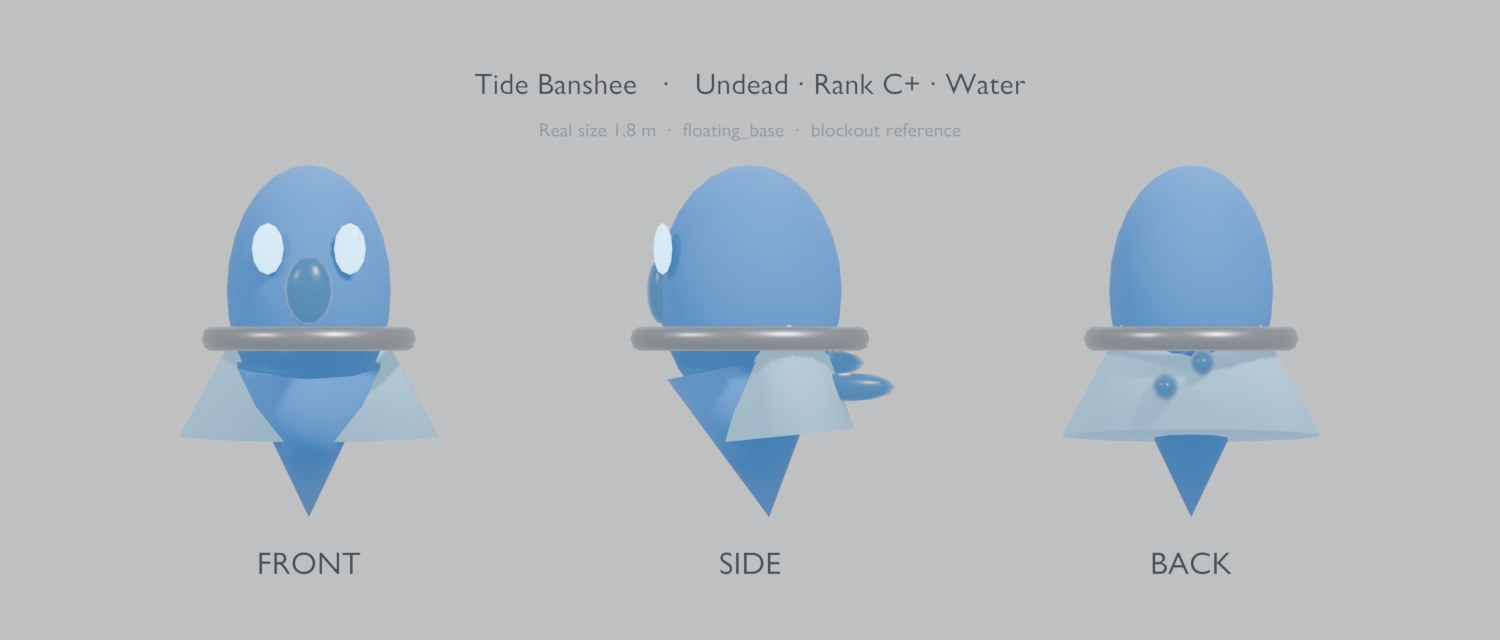 Tide Banshee · Undead · Rank C+ · Water
Real size 1.8 m · floating_base · blockout reference
FRONT SIDE BACK